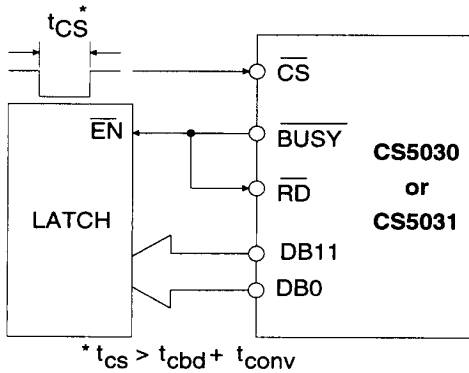 tCS*
CS
EN
BUSY
CS5030
or
CS5031
RD
LATCH
DB11
DB0
* tcs > tcbd + tconv